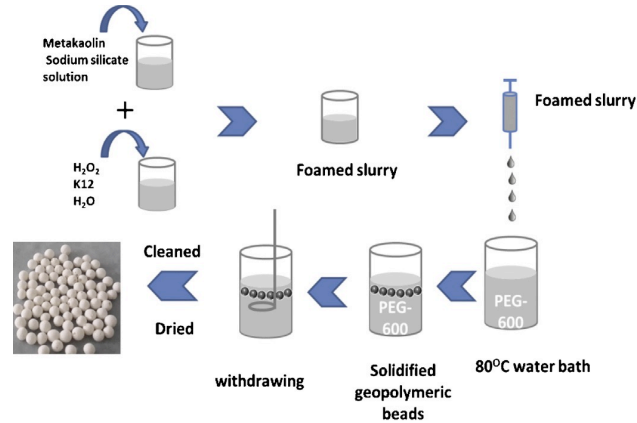 Metakaolin
Sodium silicate
solution
+
H₂O₂
K12
H₂O
Foamed slurry
Foamed slurry
PEG-
600
80⁰C water bath
PEG-
600
Solidified
geopolymeric
beads
withdrawing
Cleaned
Dried